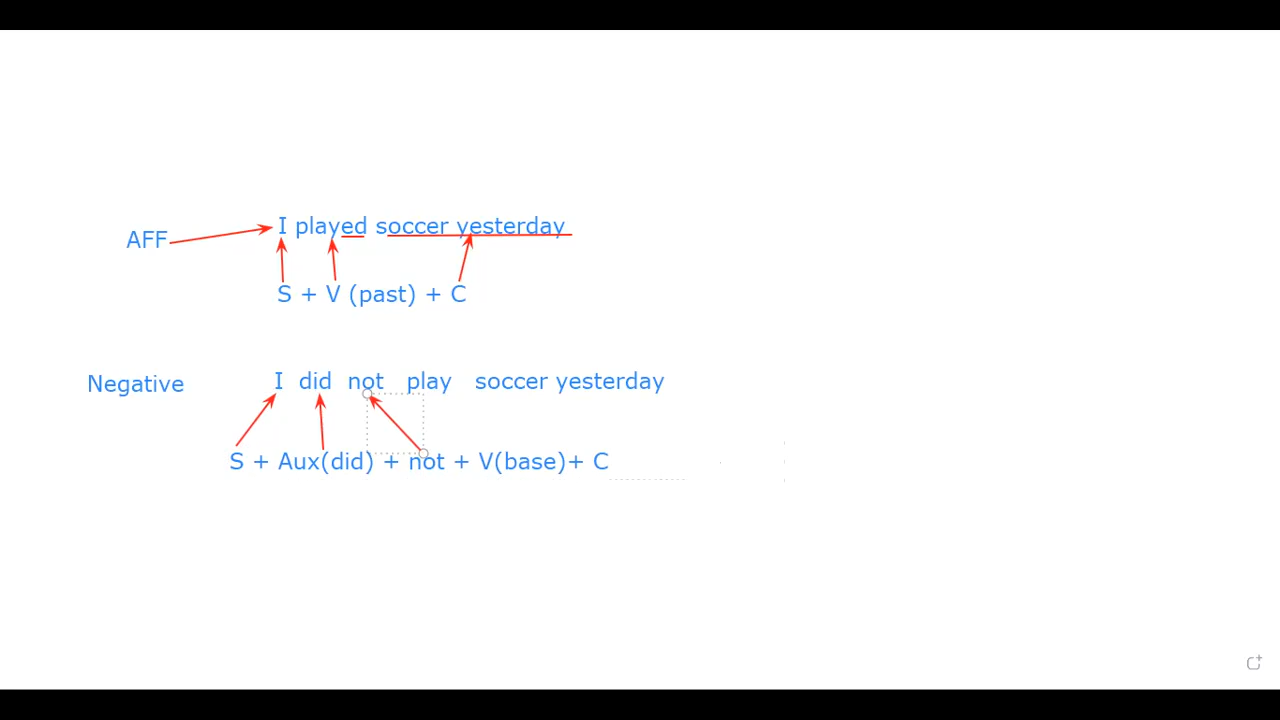 AFF I played soccer yesterday
S + V (past) + C
Negative I did not play soccer yesterday
S + Aux(did) + not + V(base)+ C